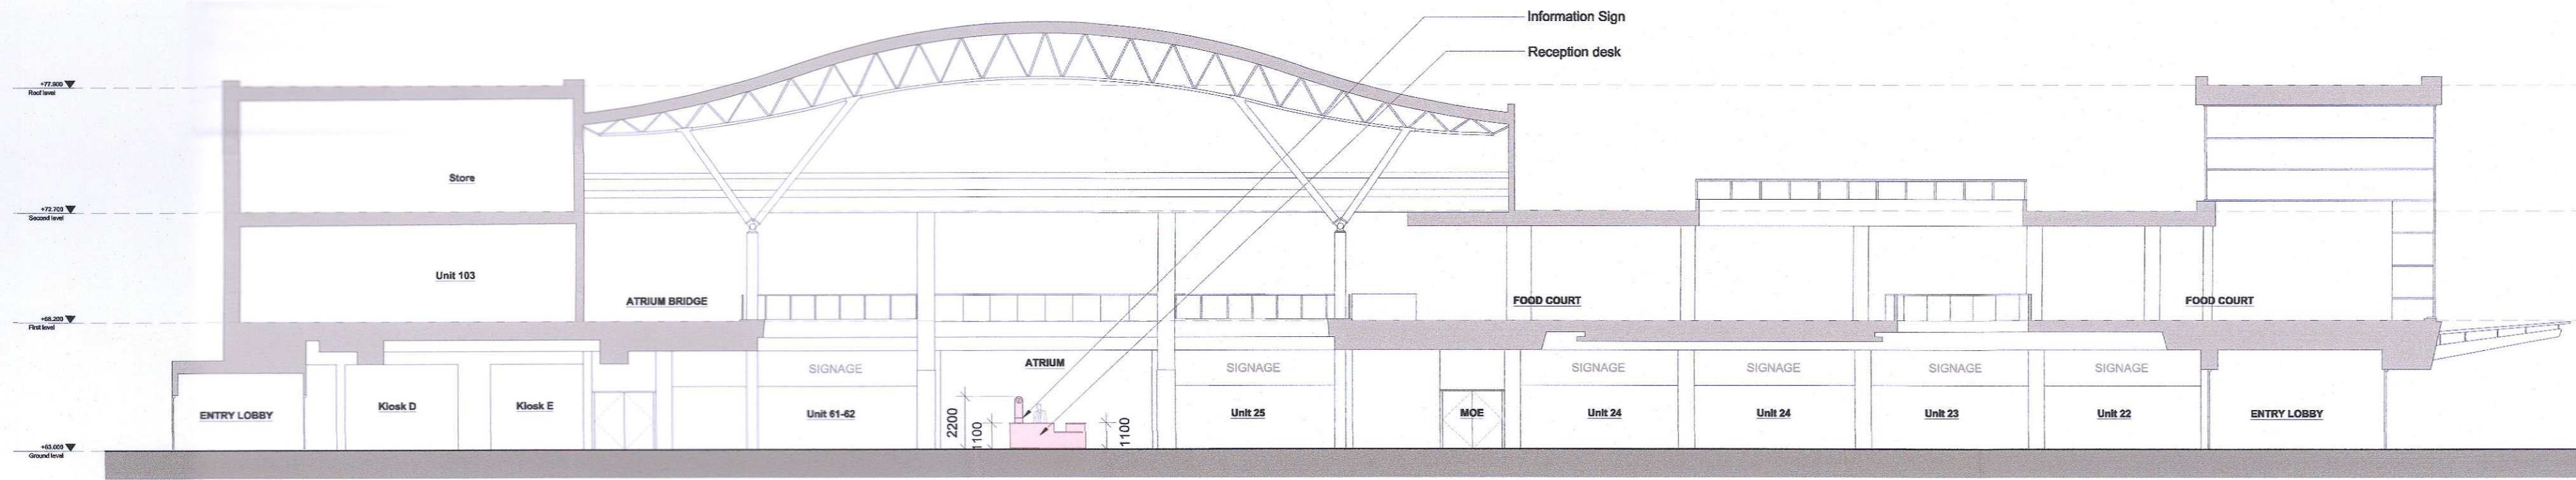 Information Sign
Reception desk
+77.900
Roof level
Store
+72.700
Second level
Unit 103
ATRIUM BRIDGE
FOOD COURT
FOOD COURT
+68.200
First level
SIGNAGE
ATRIUM
SIGNAGE
SIGNAGE
SIGNAGE
SIGNAGE
SIGNAGE
ENTRY LOBBY
Kiosk D
Kiosk E
Unit 61-62
2200
1100
1100
Unit 25
MOE
Unit 24
Unit 24
Unit 23
Unit 22
ENTRY LOBBY
+63.000
Ground level